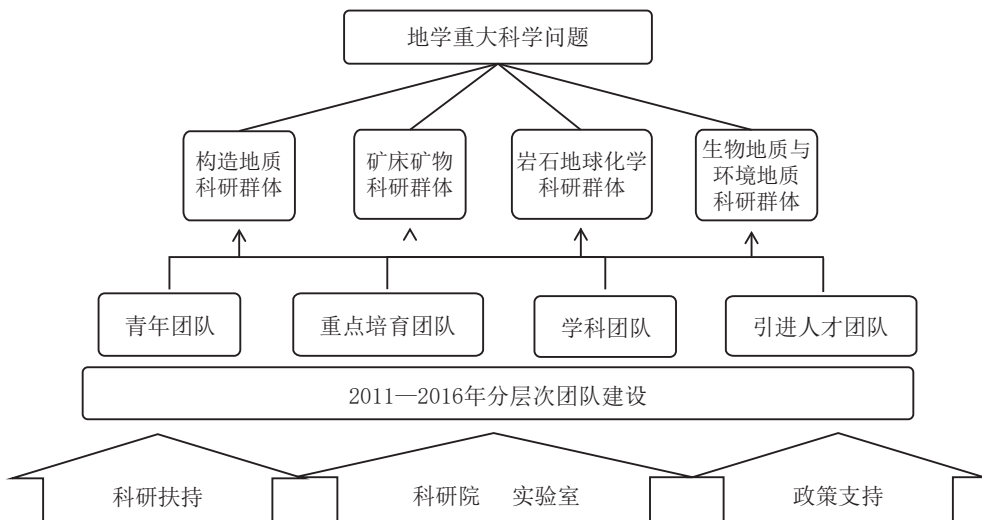 地学重大科学问题
构造地质
科研群体
矿床矿物
科研群体
岩石地球化学
科研群体
生物地质与
环境地质
科研群体
青年团队
重点培育团队
学科团队
引进人才团队
2011—2016年分层次团队建设
科研扶持
科研院 实验室
政策支持